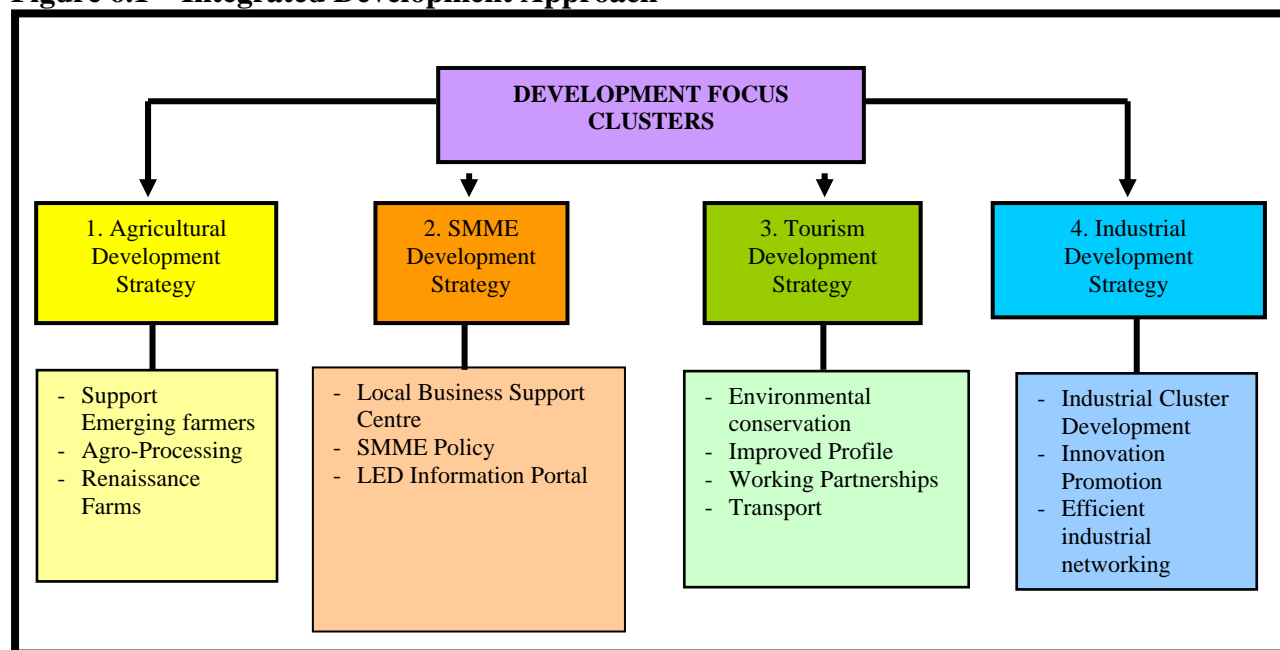 Figure 6.1 – Integrated Development Approach
DEVELOPMENT FOCUS
CLUSTERS
1. Agricultural
Development
Strategy
2. SMME
Development
Strategy
3. Tourism
Development
Strategy
4. Industrial
Development
Strategy
- Support
Emerging farmers
- Agro-Processing
- Renaissance
Farms
- Local Business Support
Centre
- SMME Policy
- LED Information Portal
- Environmental
conservation
- Improved Profile
- Working Partnerships
- Transport
- Industrial Cluster
Development
- Innovation
Promotion
- Efficient
industrial
networking